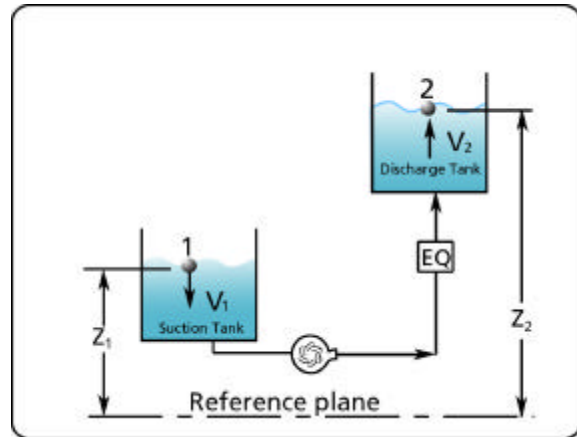 2
V2
Discharge Tank
1
EQ
V1
Suction Tank
Z1
Z2
Reference plane